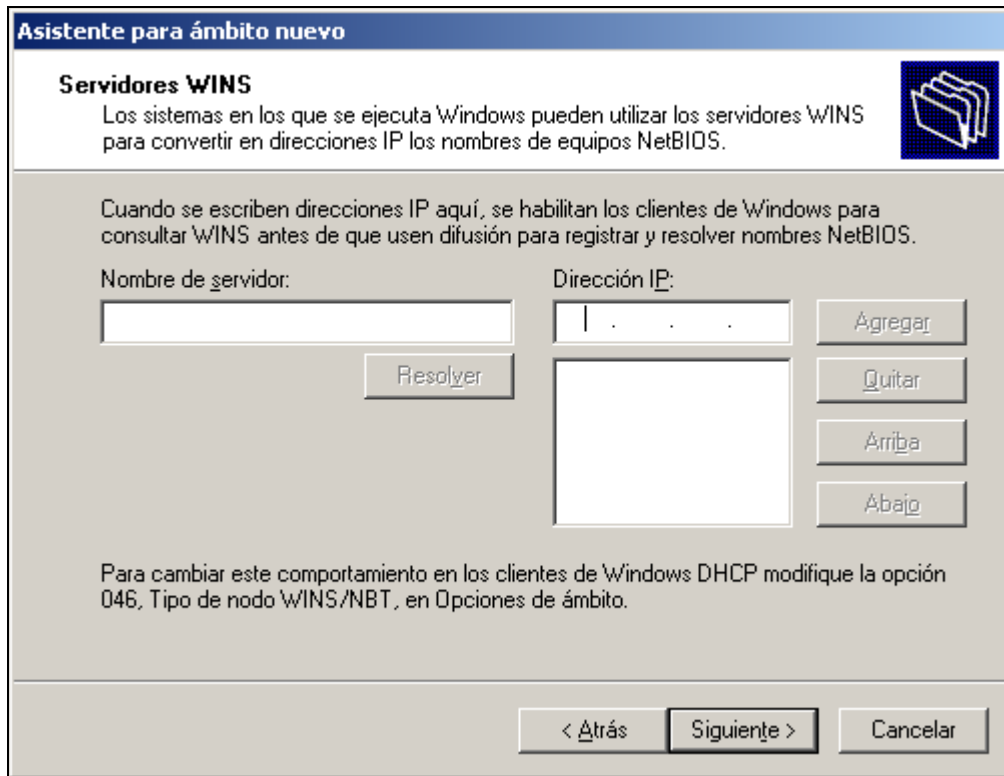 Asistente para ámbito nuevo
Servidores WINS
Los sistemas en los que se ejecuta Windows pueden utilizar los servidores WINS
para convertir en direcciones IP los nombres de equipos NetBIOS.
Cuando se escriben direcciones IP aquí, se habilitan los clientes de Windows para
consultar WINS antes de que usen difusión para registrar y resolver nombres NetBIOS.
Nombre de servidor:
Dirección IP:
. . .
Agregar
Resolver
Quitar
Arriba
Abajo
Para cambiar este comportamiento en los clientes de Windows DHCP modifique la opción
046, Tipo de nodo WINS/NBT, en Opciones de ámbito.
< Atrás
Siguiente >
Cancelar